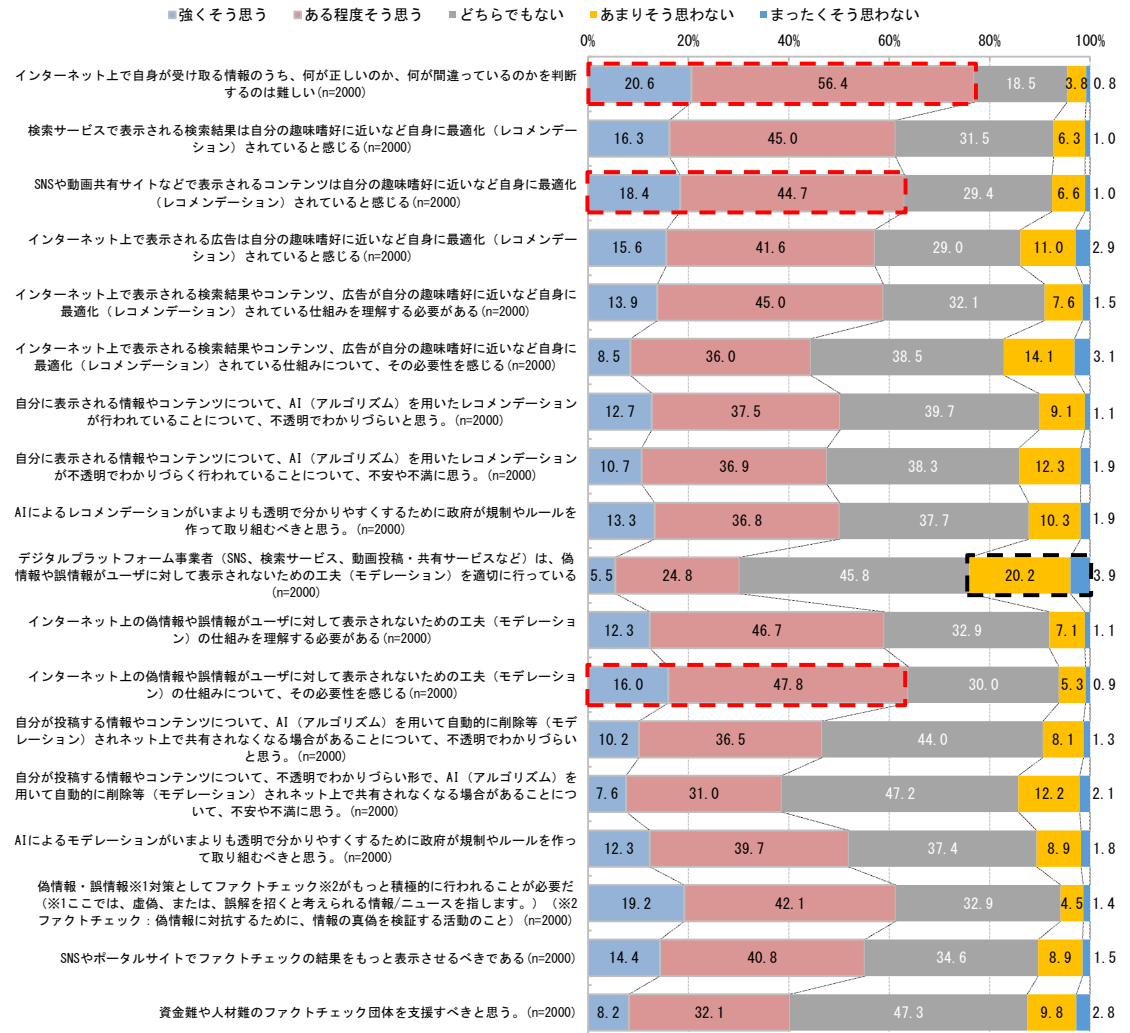 強くそう思う ある程度そう思う どちらでもない あまりそう思わない まったくそう思わない
0% 20% 40% 60% 80% 100%
インターネット上で自身が受け取る情報のうち、何が正しいのか、何が間違っているのかを判断
するのは難しい(n=2000)
20.6 56.4 18.5 3.8 0.8
検索サービスで表示される検索結果は自分の趣味嗜好に近いなど自身に最適化（レコメンデー
ション）されていると感じる(n=2000)
16.3 45.0 31.5 6.3 1.0
SNSや動画共有サイトなどで表示されるコンテンツは自分の趣味嗜好に近いなど自身に最適化
（レコメンデーション）されていると感じる(n=2000)
18.4 44.7 29.4 6.6 1.0
インターネット上で表示される広告は自分の趣味嗜好に近いなど自身に最適化（レコメンデー
ション）されていると感じる(n=2000)
15.6 41.6 29.0 11.0 2.9
インターネット上で表示される検索結果やコンテンツ、広告が自分の趣味嗜好に近いなど自身に
最適化（レコメンデーション）されている仕組みを理解する必要がある(n=2000)
13.9 45.0 32.1 7.6 1.5
インターネット上で表示される検索結果やコンテンツ、広告が自分の趣味嗜好に近いなど自身に
最適化（レコメンデーション）されている仕組みについて、その必要性を感じる(n=2000)
8.5 36.0 38.5 14.1 3.1
自分に表示される情報やコンテンツについて、AI（アルゴリズム）を用いたレコメンデーション
が行われていることについて、不透明でわかりづらいと思う。(n=2000)
12.7 37.5 39.7 9.1 1.1
自分に表示される情報やコンテンツについて、AI（アルゴリズム）を用いたレコメンデーション
が不透明でわかりづらく行われていることについて、不安や不満に思う。(n=2000)
10.7 36.9 38.3 12.3 1.9
AIによるレコメンデーションがいまよりも透明で分かりやすくするために政府が規制やルールを
作って取り組むべきと思う。(n=2000)
13.3 36.8 37.7 10.3 1.9
デジタルプラットフォーム事業者（SNS、検索サービス、動画投稿・共有サービスなど）は、偽
情報や誤情報がユーザに対して表示されないための工夫（モデレーション）を適切に行っている
(n=2000)
5.5 24.8 45.8 20.2 3.9
インターネット上の偽情報や誤情報がユーザに対して表示されないための工夫（モデレーショ
ン）の仕組みを理解する必要がある(n=2000)
12.3 46.7 32.9 7.1 1.1
インターネット上の偽情報や誤情報がユーザに対して表示されないための工夫（モデレーショ
ン）の仕組みについて、その必要性を感じる(n=2000)
16.0 47.8 30.0 5.3 0.9
自分が投稿する情報やコンテンツについて、AI（アルゴリズム）を用いて自動的に削除等（モデ
レーション）されネット上で共有されなくなる場合があることについて、不透明でわかりづらい
と思う。(n=2000)
10.2 36.5 44.0 8.1 1.3
自分が投稿する情報やコンテンツについて、不透明でわかりづらい形で、AI（アルゴリズム）を
用いて自動的に削除等（モデレーション）されネット上で共有されなくなる場合があることにつ
いて、不安や不満に思う。(n=2000)
7.6 31.0 47.2 12.2 2.1
AIによるモデレーションがいまよりも透明で分かりやすくするために政府が規制やルールを作っ
て取り組むべきと思う。(n=2000)
12.3 39.7 37.4 8.9 1.8
偽情報・誤情報※1対策としてファクトチェック※2がもっと積極的に行われることが必要だ
（※1ここでは、虚偽、または、誤解を招くと考えられる情報/ニュースを指します。）（※2
ファクトチェック：偽情報に対抗するために、情報の真偽を検証する活動のこと）(n=2000)
19.2 42.1 32.9 4.5 1.4
SNSやポータルサイトでファクトチェックの結果をもっと表示させるべきである(n=2000)
14.4 40.8 34.6 8.9 1.5
資金難や人材難のファクトチェック団体を支援すべきと思う。(n=2000)
8.2 32.1 47.3 9.8 2.8